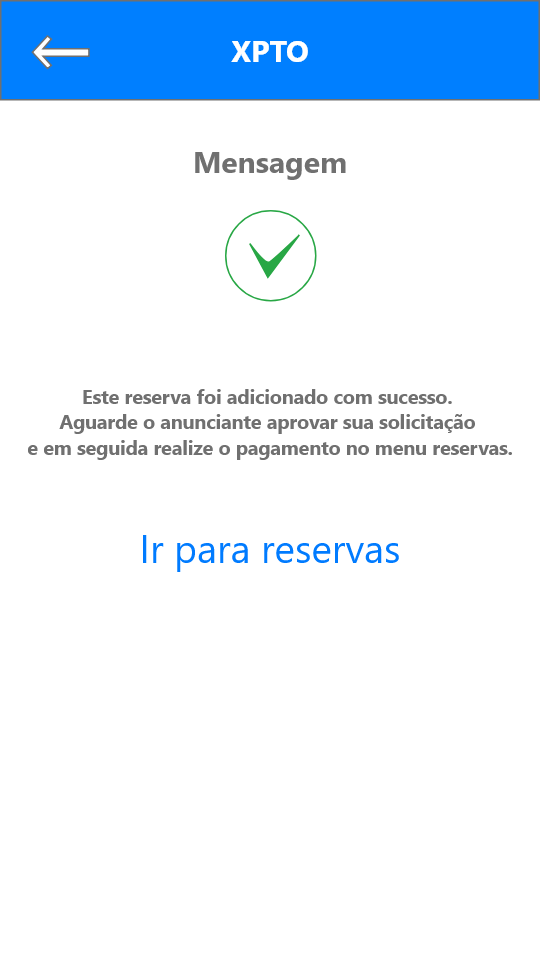 XPTO
Mensagem
Este reserva foi adicionado com sucesso.
Aguarde o anunciante aprovar sua solicitação
e em seguida realize o pagamento no menu reservas.
Ir para reservas